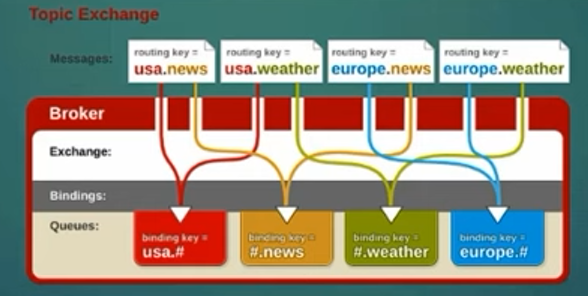 Topic Exchange
Messages:
routing key =
usa.news
routing key =
usa.weather
routing key =
europe.news
routing key =
europe.weather
Broker
Exchange:
Bindings:
Queues:
binding key =
usa.#
binding key =
#.news
binding key =
#.weather
binding key =
europe.#